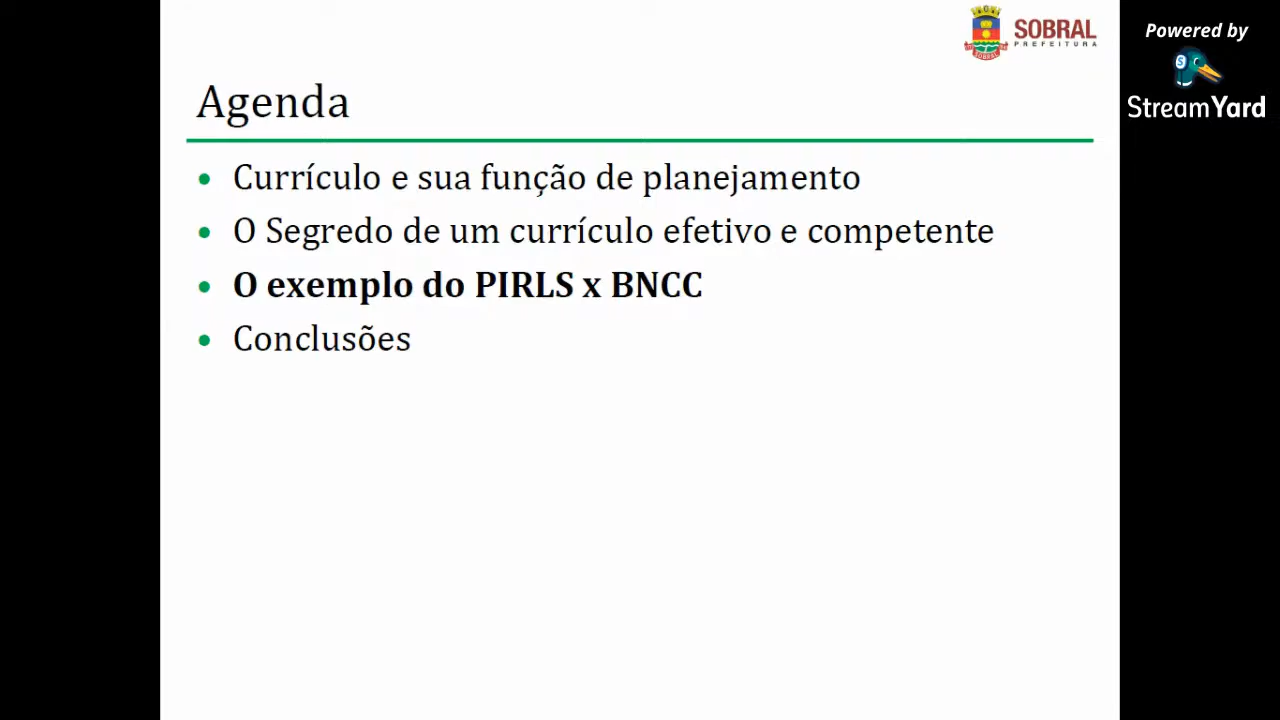 SOBRAL
PREFEITURA
SOBRAL
Powered by
S
StreamYard
Agenda
• Currículo e sua função de planejamento
• O Segredo de um currículo efetivo e competente
• O exemplo do PIRLS x BNCC
• Conclusões